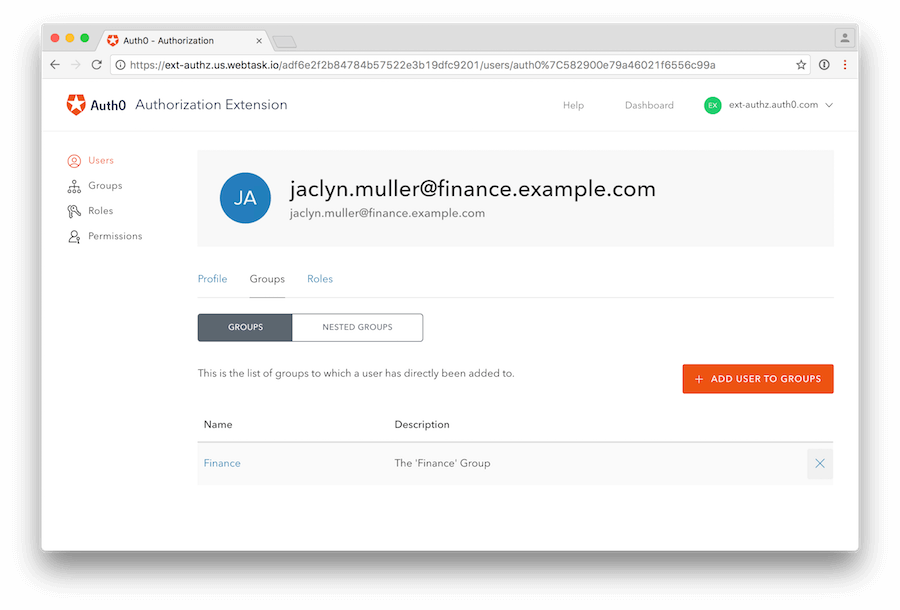 Auth0 - Authorization
https://ext-authz.us.webtask.io/adf6e2f2b84784b57522e3b19dfc9201/users/auth0%7C582900e79a46021f6556c99a
Auth0 Authorization Extension
Help
Dashboard
EX
ext-authz.auth0.com
Users
Groups
Roles
Permissions
JA
jaclyn.muller@finance.example.com
jaclyn.muller@finance.example.com
Profile
Groups
Roles
GROUPS
NESTED GROUPS
This is the list of groups to which a user has directly been added to.
+ ADD USER TO GROUPS
Name
Description
Finance
The 'Finance' Group